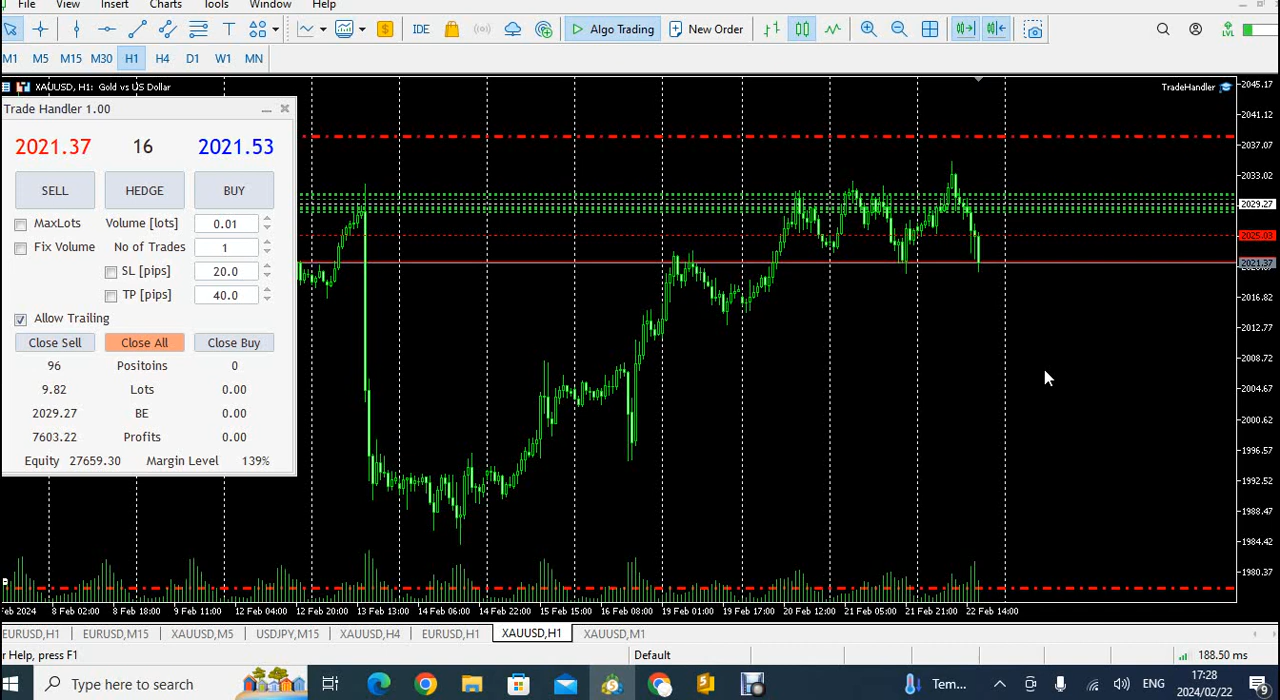 File View Insert Charts Tools Window Help
IDE Algo Trading New Order LVL
M1 M5 M15 M30 H1 H4 D1 W1 MN
XAUUSD, H1: Gold vs US Dollar
TradeHandler
Trade Handler 1.00
2021.37 16 2021.53
SELL HEDGE BUY
MaxLots Volume [lots] 0.01
Fix Volume No of Trades 1
SL [pips] 20.0
TP [pips] 40.0
Allow Trailing
Close Sell Close All Close Buy
96 Positoins 0
9.82 Lots 0.00
2029.27 BE 0.00
7603.22 Profits 0.00
Equity 27659.30 Margin Level 139%
2045.17
2041.12
2037.07
2033.02
2029.27
2025.03
2021.37
2016.82
2012.77
2008.72
2004.67
2000.62
1996.57
1992.52
1988.47
1984.42
1980.37
eb 2024 8 Feb 02:00 8 Feb 18:00 9 Feb 11:00 12 Feb 04:00 12 Feb 20:00 13 Feb 13:00 14 Feb 06:00 14 Feb 22:00 15 Feb 15:00 16 Feb 08:00 19 Feb 01:00 19 Feb 17:00 20 Feb 12:00 21 Feb 05:00 21 Feb 21:00 22 Feb 14:00
EURUSD,H1 EURUSD,M15 XAUUSD,M5 USDJPY,M15 XAUUSD,H4 EURUSD,H1 XAUUSD,H1 XAUUSD,M1
r Help, press F1 Default 188.50 ms
Type here to search Tem... ENG 17:28
2024/02/22 9